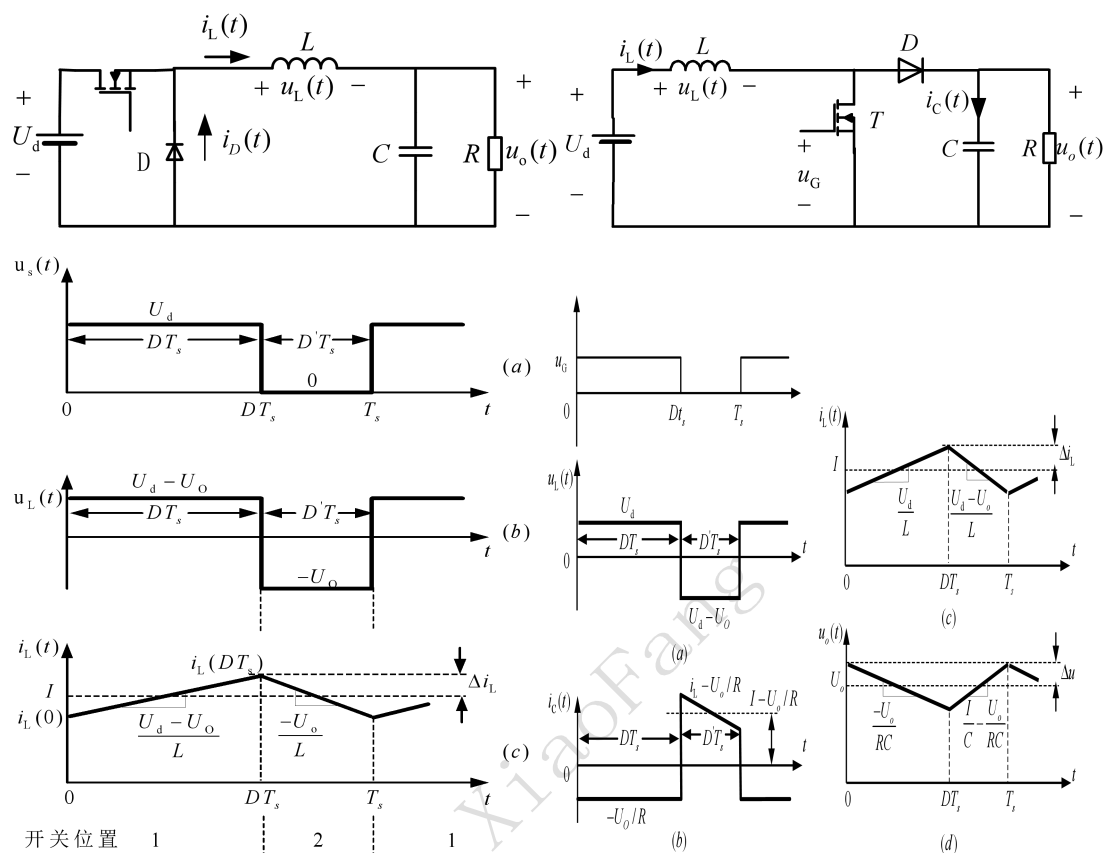 i_L(t)
L
+ u_L(t) −
+
U_d
−
D
i_D(t)
C
R
+
u_o(t)
−
i_L(t)
L
+ u_L(t) −
D
i_C(t)
+
U_d
−
T
+
u_G
−
C
R
+
u_o(t)
−
u_s(t)
U_d
DT_s
D'T_s
0
0
DT_s
T_s
t
(a)
u_L(t)
U_d − U_O
DT_s
D'T_s
−U_O
t
(b)
i_L(t)
I
i_L(0)
i_L(DT_s)
Δi_L
U_d − U_O
L
−U_o
L
0
DT_s
T_s
t
(c)
开关位置 1 2 1
u_G
0
Dt_s
T_s
t
u_L(t)
U_d
DT_s
D'T_s
0
U_d − U_O
t
(a)
i_C(t)
i_L − U_o/R
I − U_o/R
DT_s
D'T_s
0
−U_O/R
t
(b)
i_L(t)
I
Δi_L
U_d
L
U_d − U_o
L
0
DT_s
T_s
t
(c)
u_o(t)
U_o
Δu
−U_o
RC
I
C
−
U_o
RC
0
DT_s
T_s
t
(d)
XiaoFang